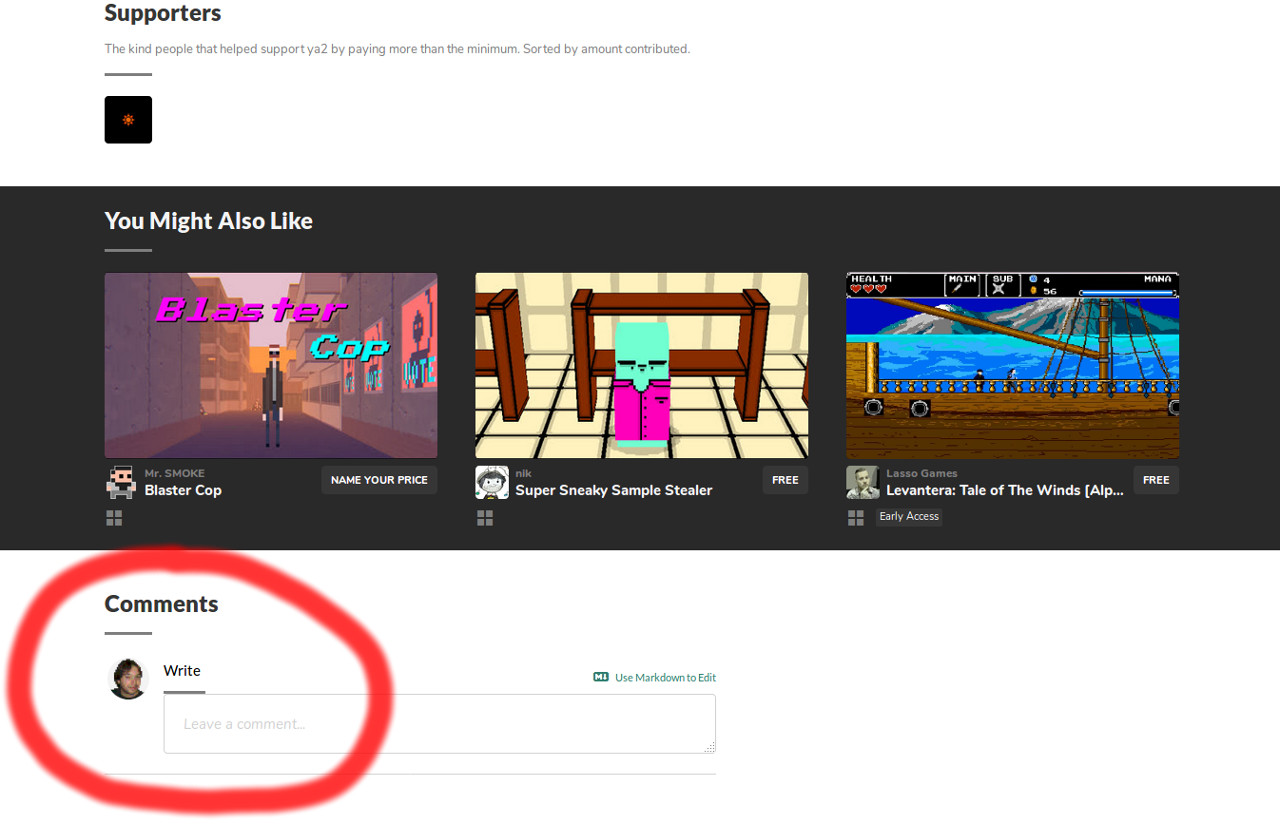 Supporters
The kind people that helped support ya2 by paying more than the minimum. Sorted by amount contributed.
You Might Also Like
Blaster
Cop
HEALTH
MAIN
SUB
4
56
MANA
Mr. SMOKE
Blaster Cop
NAME YOUR PRICE
nik
Super Sneaky Sample Stealer
FREE
Lasso Games
Levantera: Tale of The Winds [Alp...
FREE
Early Access
Comments
Write
Use Markdown to Edit
Leave a comment...